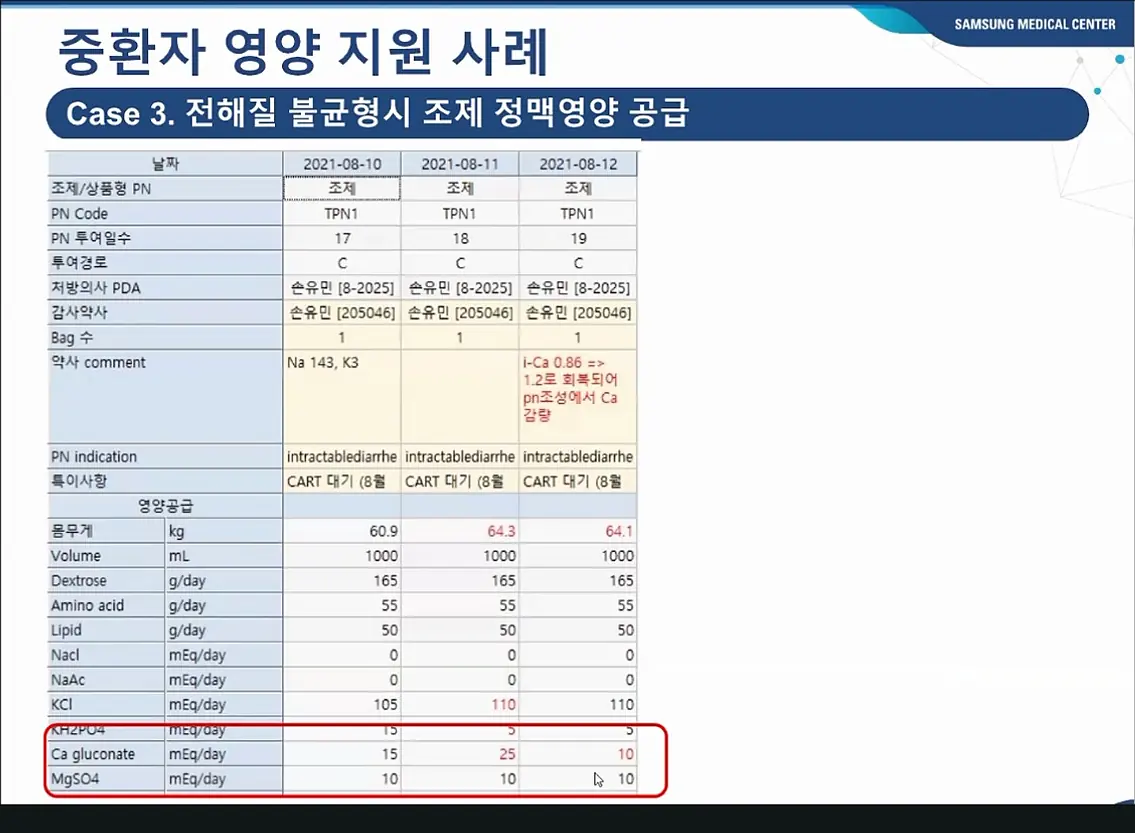 SAMSUNG MEDICAL CENTER
중환자 영양 지원 사례
Case 3. 전해질 불균형시 조제 정맥영양 공급
날짜 2021-08-10 2021-08-11 2021-08-12
조제/상품형 PN 조제 조제 조제
PN Code TPN1 TPN1 TPN1
PN 투여일수 17 18 19
투여경로 C C C
처방의사 PDA 손유민 [8-2025] 손유민 [8-2025] 손유민 [8-2025]
감사약사 손유민 [205046] 손유민 [205046] 손유민 [205046]
Bag 수 1 1 1
약사 comment Na 143, K3 i-Ca 0.86 =>
1.2로 회복되어
pn조성에서 Ca
감량
PN indication intractablediarrhe intractablediarrhe intractablediarrhe
특이사항 CART 대기 (8월 CART 대기 (8월 CART 대기 (8월
영양공급
몸무게 kg 60.9 64.3 64.1
Volume mL 1000 1000 1000
Dextrose g/day 165 165 165
Amino acid g/day 55 55 55
Lipid g/day 50 50 50
Nacl mEq/day 0 0 0
NaAc mEq/day 0 0 0
KCl mEq/day 105 110 110
KH2PO4 mEq/day 15 5 5
Ca gluconate mEq/day 15 25 10
MgSO4 mEq/day 10 10 10